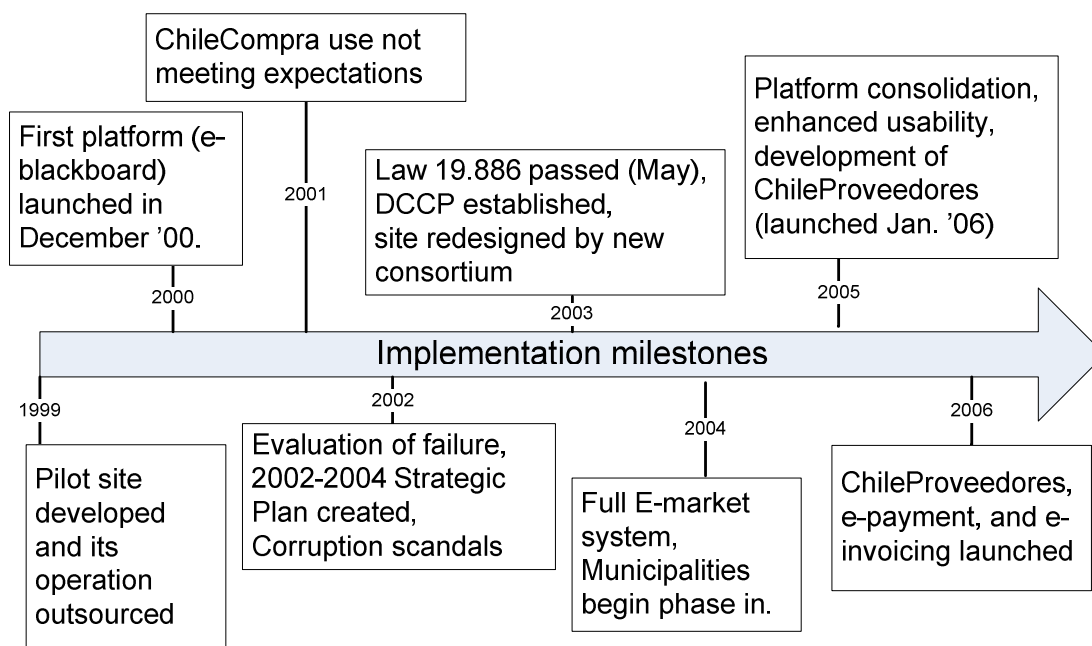 ChileCompra use not
meeting expectations
2001
First platform (e-
blackboard)
launched in
December '00.
2000
Law 19.886 passed (May),
DCCP established,
site redesigned by new
consortium
2003
Platform consolidation,
enhanced usability,
development of
ChileProveedores
(launched Jan. '06)
2005
Implementation milestones
1999
Pilot site
developed
and its
operation
outsourced
2002
Evaluation of failure,
2002-2004 Strategic
Plan created,
Corruption scandals
2004
Full E-market
system,
Municipalities
begin phase in.
2006
ChileProveedores,
e-payment, and e-
invoicing launched